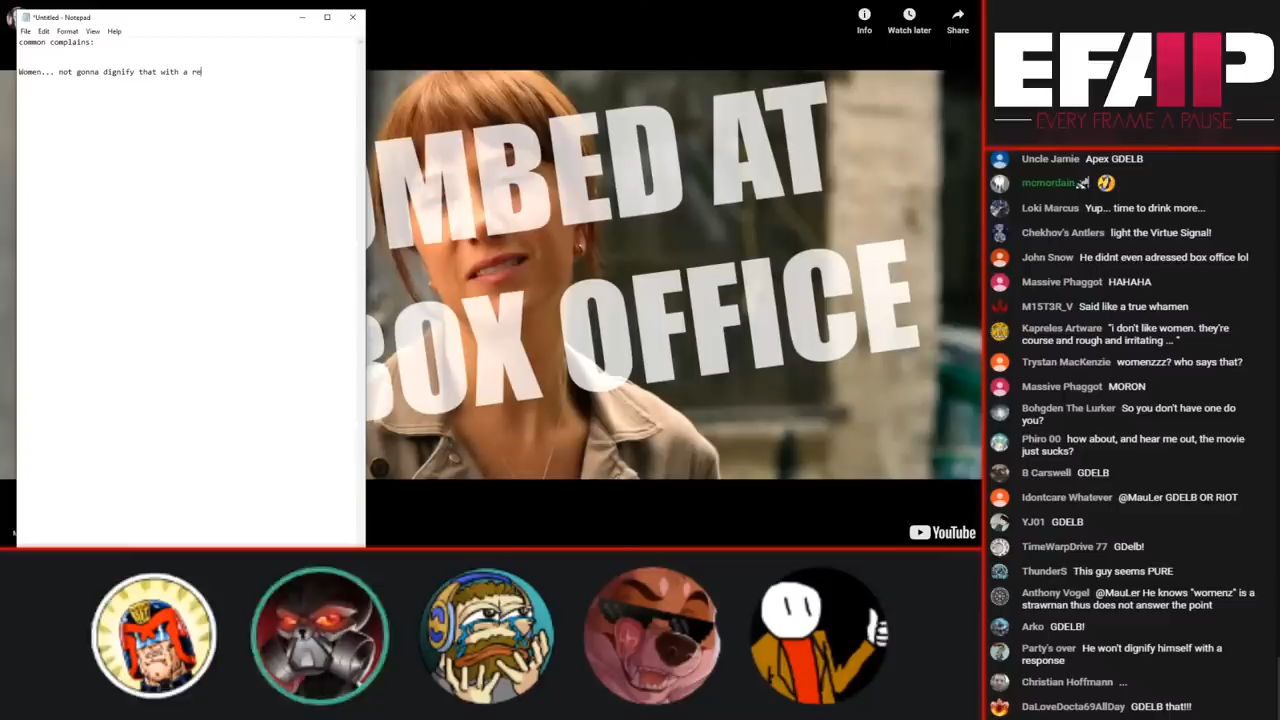 *Untitled - Notepad
File Edit Format View Help
common complains:
Women... not gonna dignify that with a re
Info
Watch later
Share
MBED AT
BOX OFFICE
YouTube
EFAP
EVERY FRAME A PAUSE
Uncle Jamie Apex GDELB
mcmordain
Loki Marcus Yup... time to drink more...
Chekhov's Antlers light the Virtue Signal!
John Snow He didnt even adressed box office lol
Massive Phaggot HAHAHA
M15T3R_V Said like a true whamen
Kapreles Artware "i don't like women. they're
course and rough and irritating ... "
Trystan MacKenzie womenzzz? who says that?
Massive Phaggot MORON
Bohgden The Lurker So you don't have one do
you?
Phiro 00 how about, and hear me out, the movie
just sucks?
B Carswell GDELB
Idontcare Whatever @MauLer GDELB OR RIOT
YJ01 GDELB
TimeWarpDrive 77 GDelb!
ThunderS This guy seems PURE
Anthony Vogel @MauLer He knows "womenz" is a
strawman thus does not answer the point
Arko GDELB!
Party's over He won't dignify himself with a
response
Christian Hoffmann ...
DaLoveDocta69AllDay GDELB that!!!